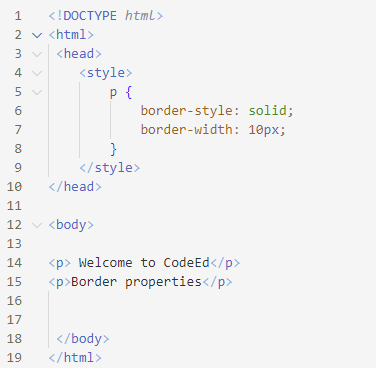 1 <!DOCTYPE html>
2 <html>
3 <head>
4 <style>
5 p {
6 border-style: solid;
7 border-width: 10px;
8 }
9 </style>
10 </head>
11
12 <body>
13
14 <p> Welcome to CodeEd</p>
15 <p>Border properties</p>
16
17
18 </body>
19 </html>